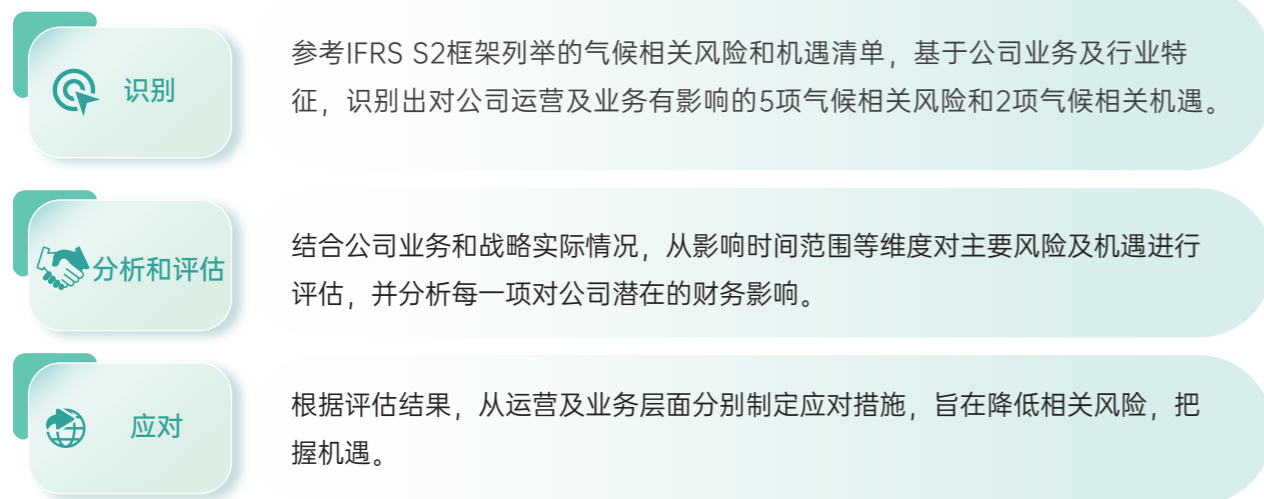 识别
参考IFRS S2框架列举的气候相关风险和机遇清单，基于公司业务及行业特
征，识别出对公司运营及业务有影响的5项气候相关风险和2项气候相关机遇。
分析和评估
结合公司业务和战略实际情况，从影响时间范围等维度对主要风险及机遇进行
评估，并分析每一项对公司潜在的财务影响。
应对
根据评估结果，从运营及业务层面分别制定应对措施，旨在降低相关风险，把
握机遇。